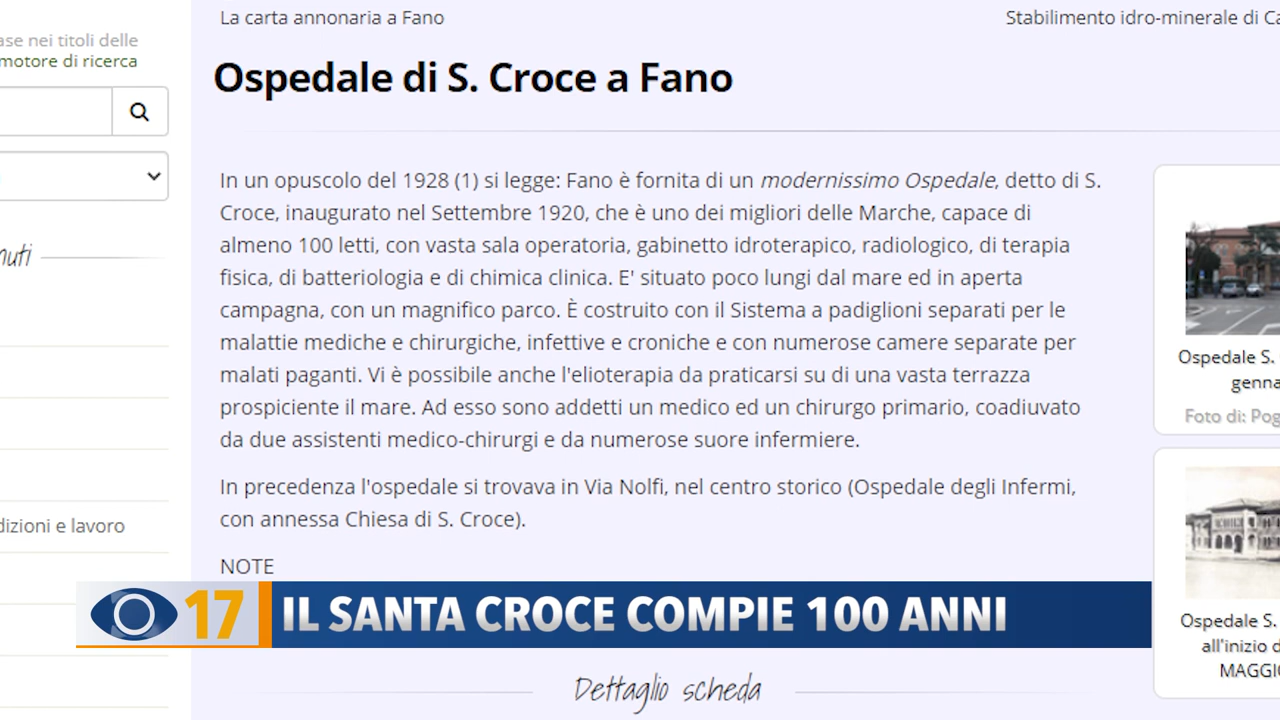 La carta annonaria a Fano
Stabilimento idro-minerale di
nei titoli delle
motore di ricerca
Ospedale di S. Croce a Fano
In un opuscolo del 1928 (1) si legge: Fano è fornita di un modernissimo Ospedale, detto di S.
Croce, inaugurato nel Settembre 1920, che è uno dei migliori delle Marche, capace di
almeno 100 letti, con vasta sala operatoria, gabinetto idroterapico, radiologico, di terapia
fisica, di batteriologia e di chimica clinica. E' situato poco lungi dal mare ed in aperta
campagna, con un magnifico parco. È costruito con il Sistema a padiglioni separati per le
malattie mediche e chirurgiche, infettive e croniche e con numerose camere separate per
malati paganti. Vi è possibile anche l'elioterapia da praticarsi su di una vasta terrazza
prospiciente il mare. Ad esso sono addetti un medico ed un chirurgo primario, coadiuvato
da due assistenti medico-chirurgi e da numerose suore infermiere.
In precedenza l'ospedale si trovava in Via Nolfi, nel centro storico (Ospedale degli Infermi,
con annessa Chiesa di S. Croce).
NOTE
17 IL SANTA CROCE COMPIE 100 ANNI
Dettaglio scheda
dizioni e lavoro
nuti
Ospedale S.
genna
Foto di: Pog
Ospedale S.
all'inizio d
MAGGIO